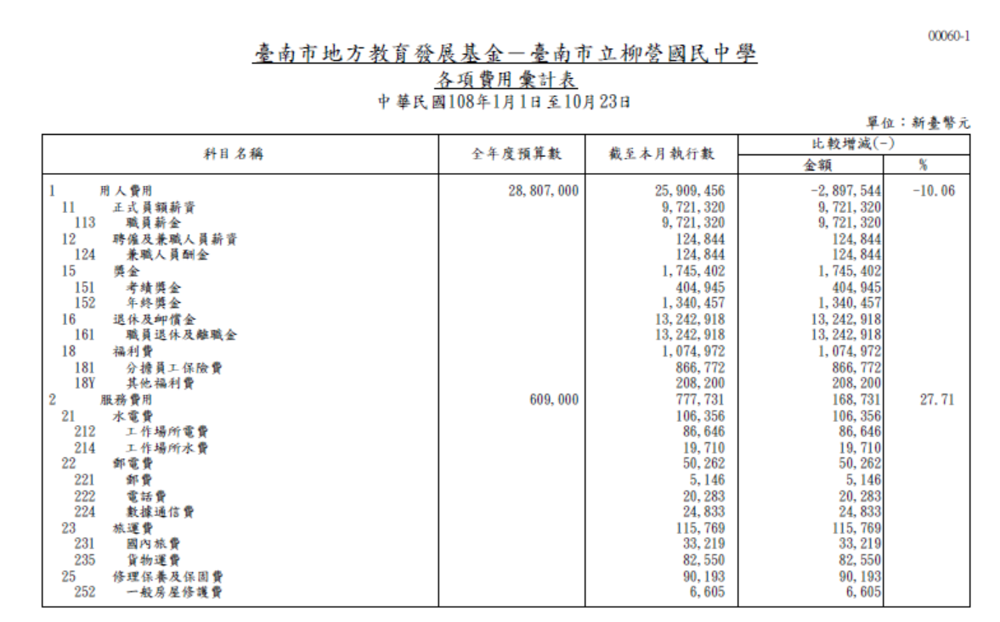 00060-1
臺南市地方教育發展基金－臺南市立柳營國民中學
各項費用彙計表
中華民國108年1月1日至10月23日
單位：新臺幣元
科目名稱 全年度預算數 截至本月執行數 比較增減(-)
金額 %
1 用人費用 28,807,000 25,909,456 -2,897,544 -10.06
11 正式員額薪資 9,721,320 9,721,320
113 職員薪金 9,721,320 9,721,320
12 聘僱及兼職人員薪資 124,844 124,844
124 兼職人員酬金 124,844 124,844
15 獎金 1,745,402 1,745,402
151 考績獎金 404,945 404,945
152 年終獎金 1,340,457 1,340,457
16 退休及卹償金 13,242,918 13,242,918
161 職員退休及離職金 13,242,918 13,242,918
18 福利費 1,074,972 1,074,972
181 分擔員工保險費 866,772 866,772
18Y 其他福利費 208,200 208,200
2 服務費用 609,000 777,731 168,731 27.71
21 水電費 106,356 106,356
212 工作場所電費 86,646 86,646
214 工作場所水費 19,710 19,710
22 郵電費 50,262 50,262
221 郵費 5,146 5,146
222 電話費 20,283 20,283
224 數據通信費 24,833 24,833
23 旅運費 115,769 115,769
231 國內旅費 33,219 33,219
235 貨物運費 82,550 82,550
25 修理保養及保固費 90,193 90,193
252 一般房屋修護費 6,605 6,605